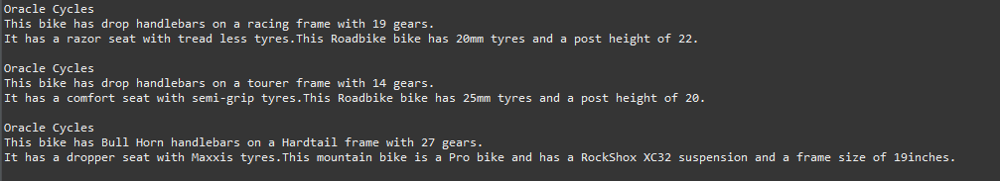 Oracle Cycles
This bike has drop handlebars on a racing frame with 19 gears.
It has a razor seat with tread less tyres.This Roadbike bike has 20mm tyres and a post height of 22.
Oracle Cycles
This bike has drop handlebars on a tourer frame with 14 gears.
It has a comfort seat with semi-grip tyres.This Roadbike bike has 25mm tyres and a post height of 20.
Oracle Cycles
This bike has Bull Horn handlebars on a Hardtail frame with 27 gears.
It has a dropper seat with Maxxis tyres.This mountain bike is a Pro bike and has a RockShox XC32 suspension and a frame size of 19inches.